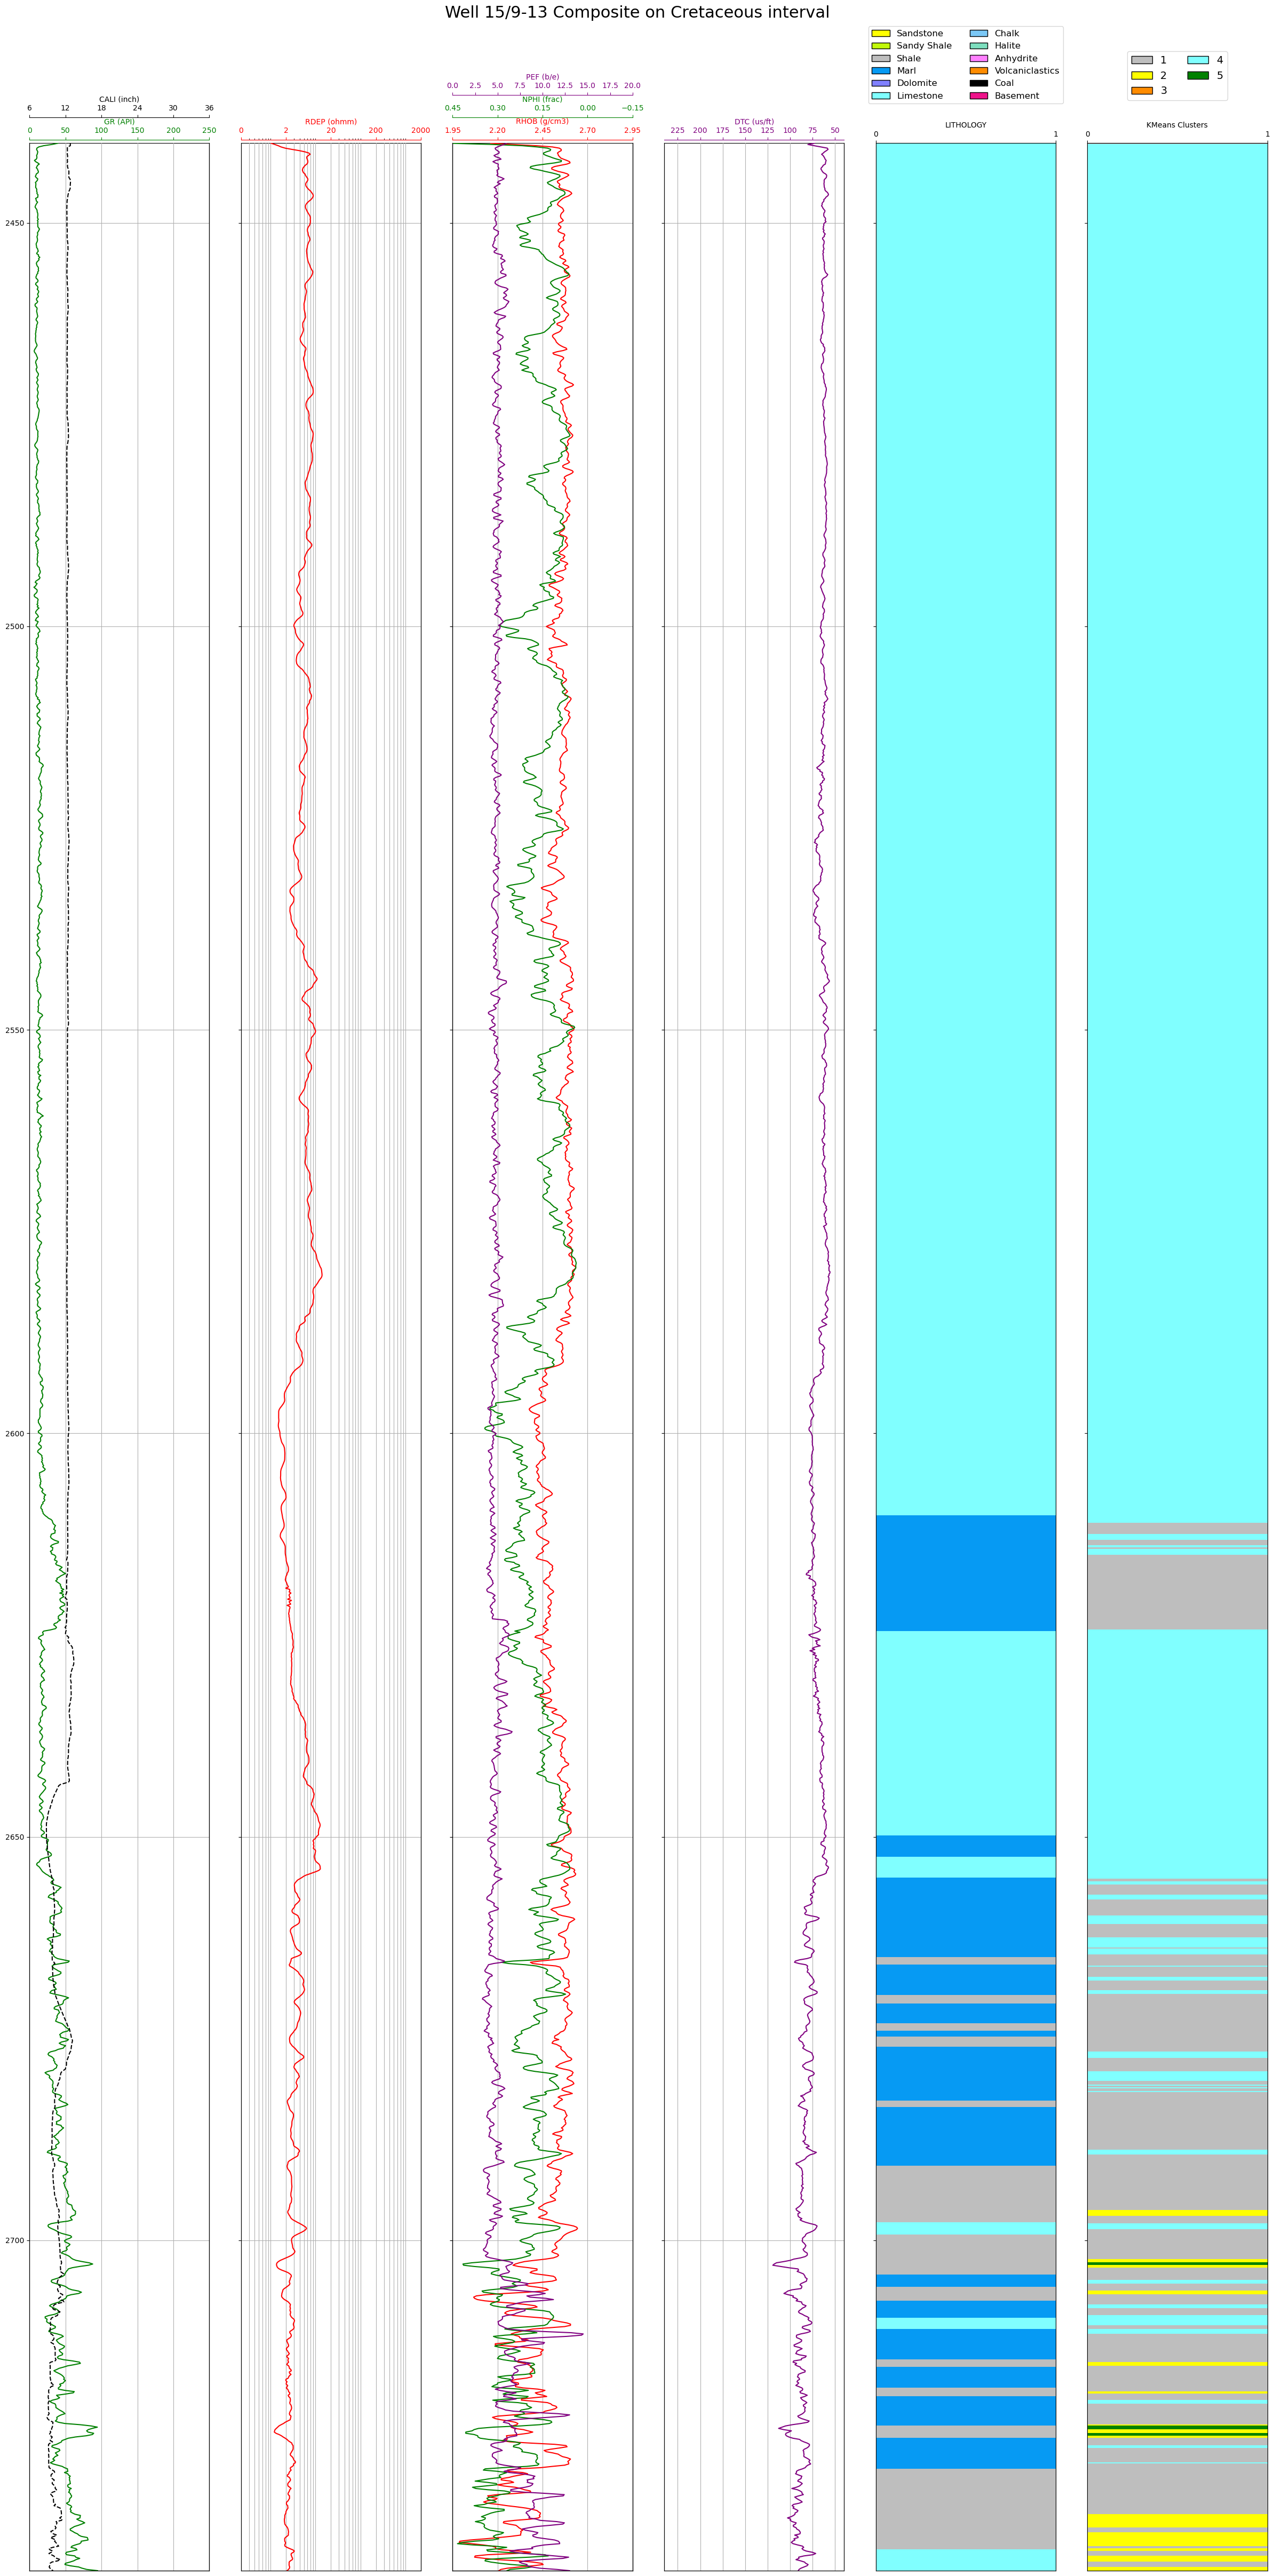 Well 15/9-13 Composite on Cretaceous interval
Sandstone Chalk
Sandy Shale Halite
Shale Anhydrite
Marl Volcaniclastics
Dolomite Coal
Limestone Basement
1 4
2 5
3
PEF (b/e)
0.0 2.5 5.0 7.5 10.0 12.5 15.0 17.5 20.0
CALI (inch) NPHI (frac)
6 12 18 24 30 36 0.45 0.30 0.15 0.00 −0.15
GR (API) RDEP (ohmm) RHOB (g/cm3) DTC (us/ft) LITHOLOGY KMeans Clusters
0 50 100 150 200 250 0 2 20 200 2000 1.95 2.20 2.45 2.70 2.95 225 200 175 150 125 100 75 50 0 1 0 1
2450
2500
2550
2600
2650
2700